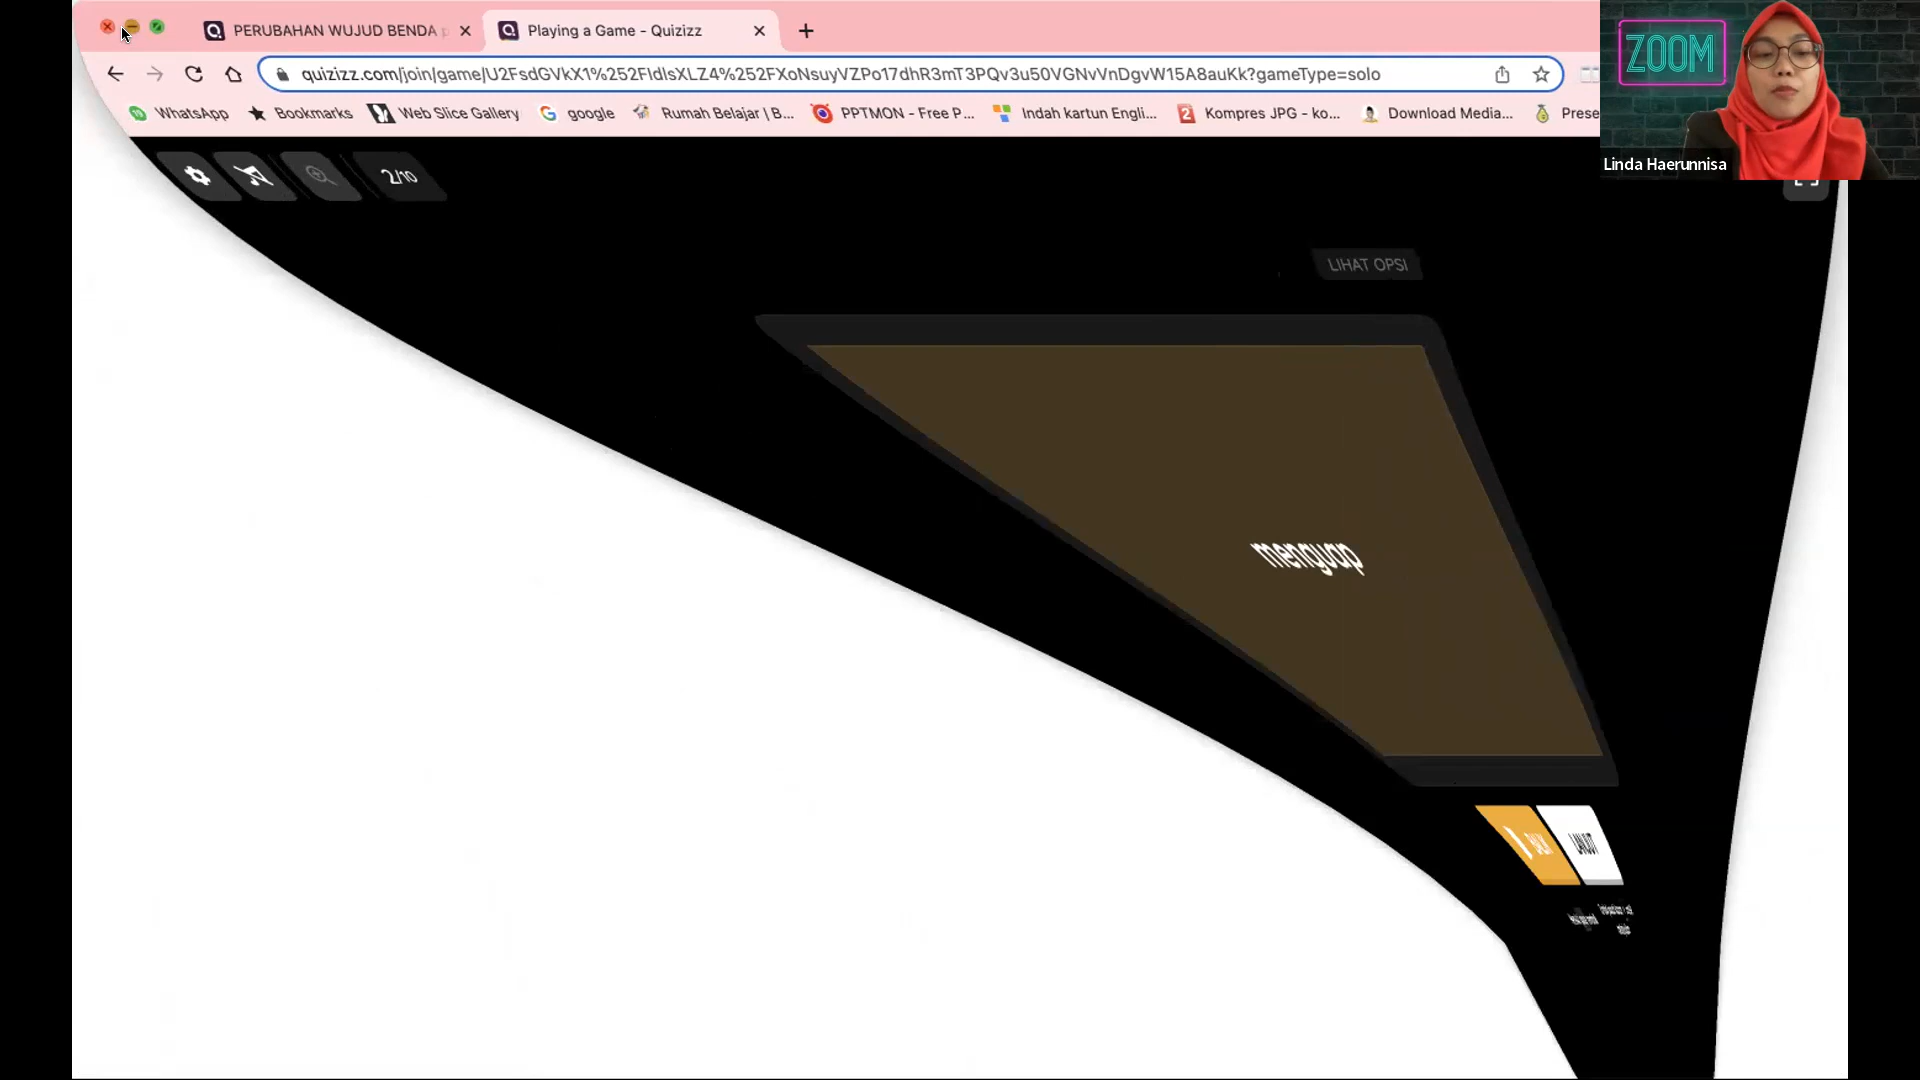 PERUBAHAN WUJUD BENDA
Playing a Game - Quizizz
quizizz.com/join/game/U2FsdGVkX1%252FldlsXLZ4%252FXoNsuyVZPo17dhR3mT3PQv3u50VGNvVnDgvW15A8auKk?gameType=solo
WhatsApp
Bookmarks
Web Slice Gallery
google
Rumah Belajar | B...
PPTMON - Free P...
Indah kartun Engli...
Kompres JPG - ko...
Download Media...
Prese
ZOOM
Linda Haerunnisa
2/10
LIHAT OPSI
menguap
BALIK
LANJUT